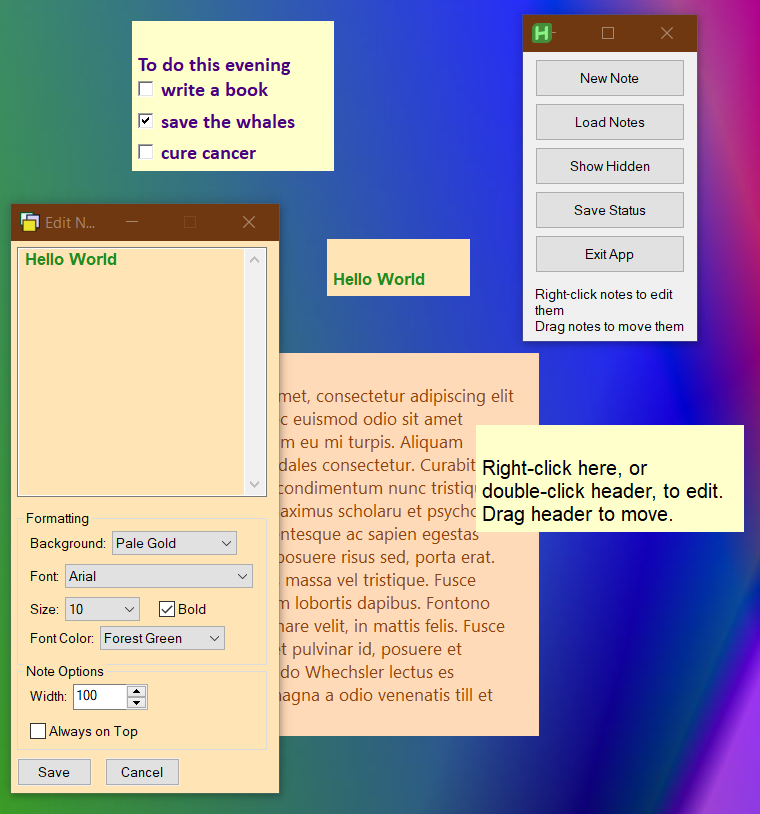 To do this evening
write a book
save the whales
cure cancer
H
New Note
Load Notes
Show Hidden
Save Status
Exit App
Right-click notes to edit
them
Drag notes to move them
Edit N...
Hello World
Formatting
Background: Pale Gold
Font: Arial
Size: 10 Bold
Font Color: Forest Green
Note Options
Width: 100
Always on Top
Save Cancel
Hello World
met, consectetur adipiscing elit
euismod odio sit amet
eu mi turpis. Aliquam
dales consectetur. Curabit
condimentum nunc tristiqu
aximus scholaru et psycho
ntesque ac sapien egestas
posuere risus sed, porta erat.
massa vel tristique. Fusce
lobortis dapibus. Fontono
nare velit, in mattis felis. Fusce
et pulvinar id, posuere et
do Whechsler lectus es
nagna a odio venenatis till et
Right-click here, or
double-click header, to edit.
Drag header to move.